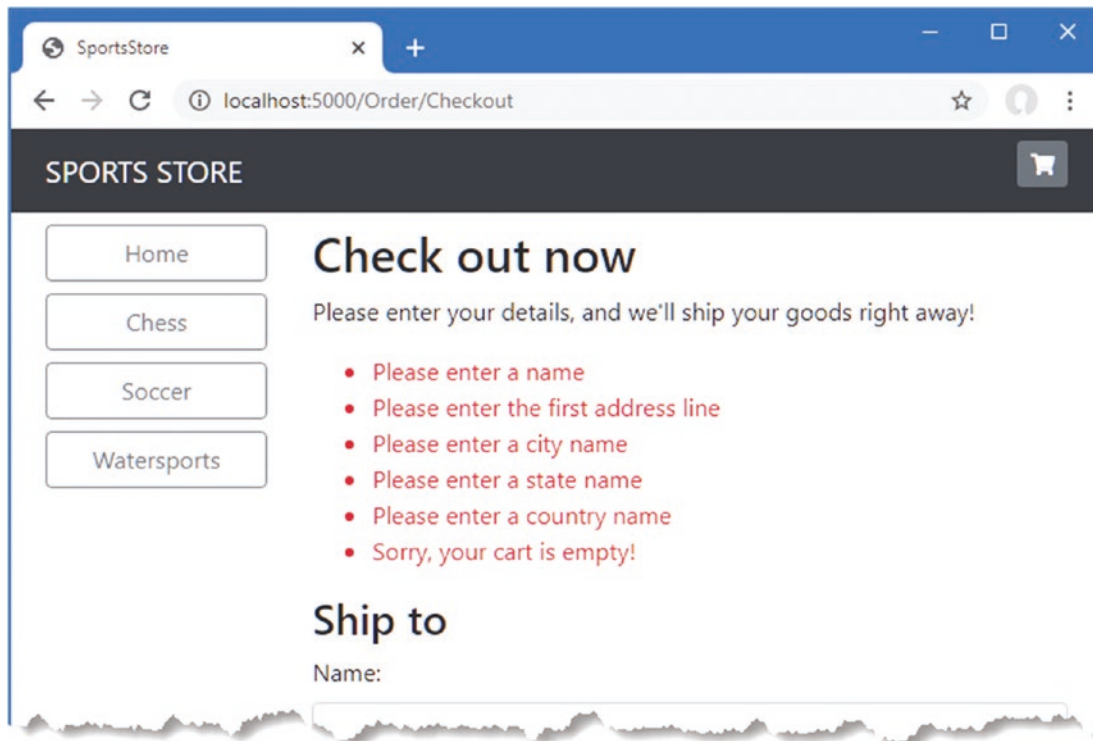 SportsStore
localhost:5000/Order/Checkout
SPORTS STORE
Home
Chess
Soccer
Watersports
Check out now
Please enter your details, and we'll ship your goods right away!
• Please enter a name
• Please enter the first address line
• Please enter a city name
• Please enter a state name
• Please enter a country name
• Sorry, your cart is empty!
Ship to
Name: